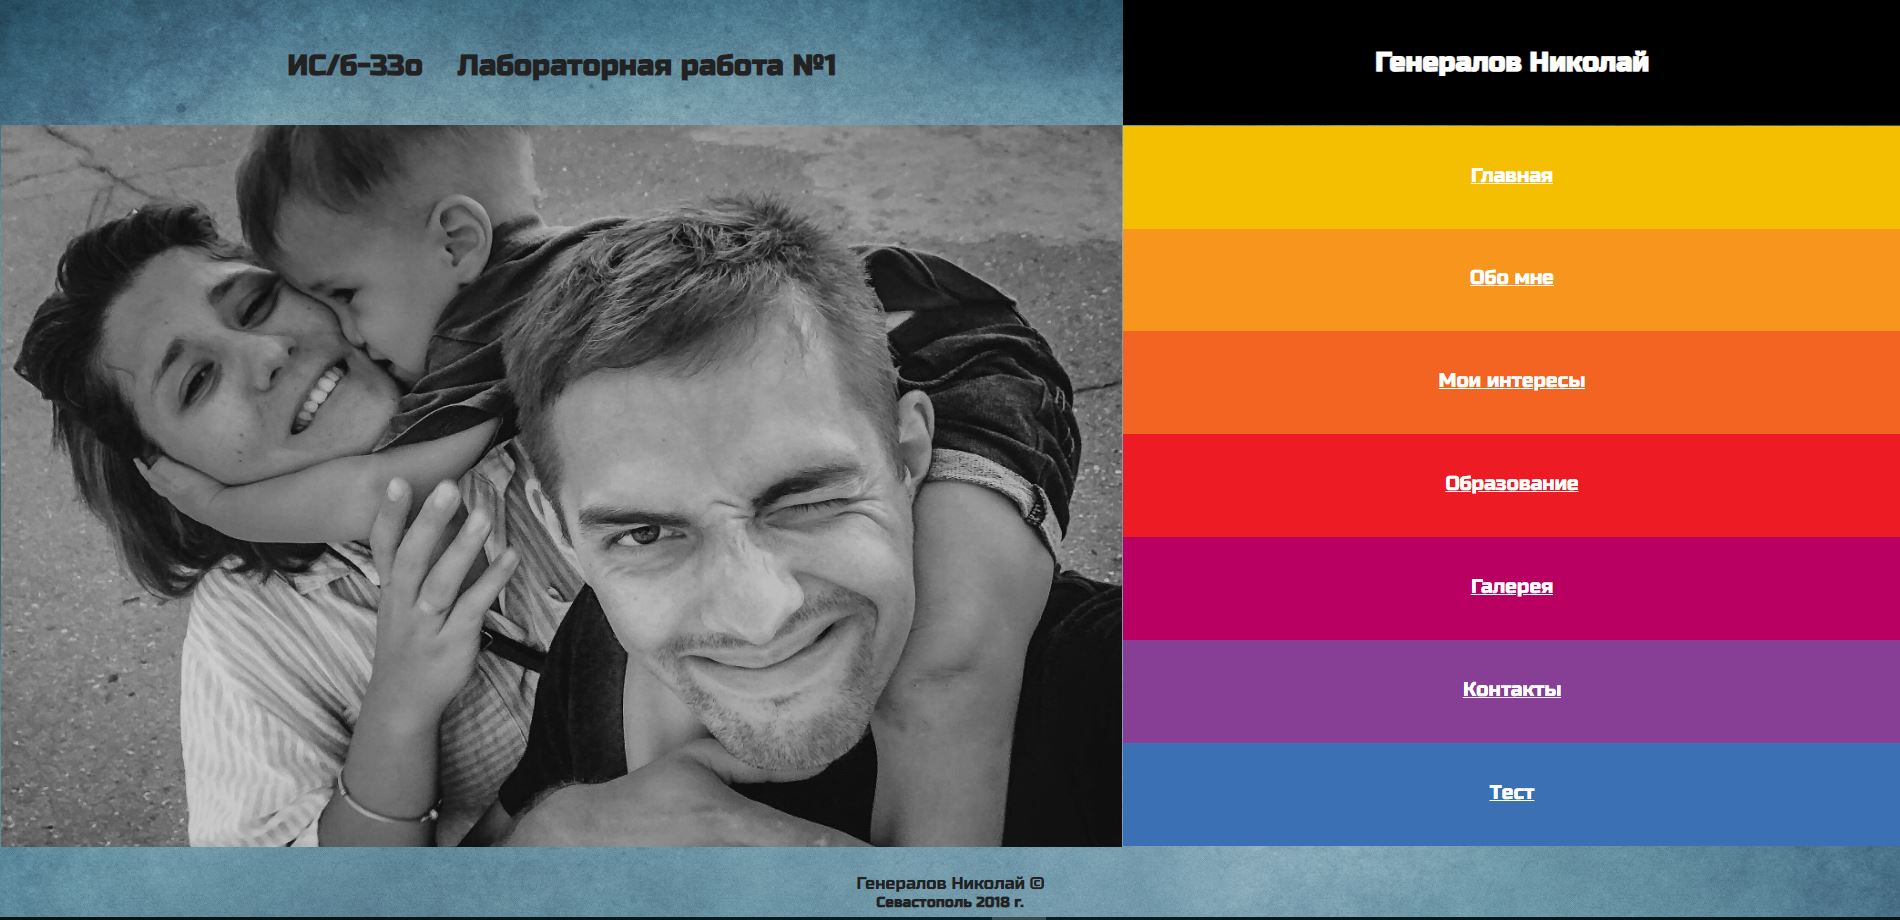 ИС/б-33о Лабораторная работа №1
Генералов Николай
Главная
Обо мне
Мои интересы
Образование
Галерея
Контакты
Тест
Генералов Николай ©
Севастополь 2018 г.